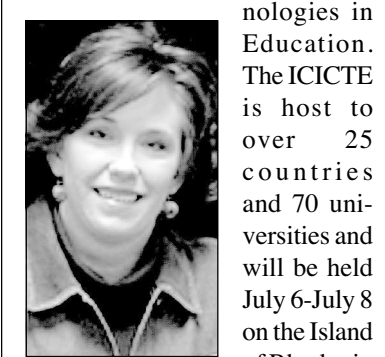 nologies in
Education.
The ICICTE
is host to
over 25
countries
and 70 uni-
versities and
will be held
July 6-July 8
on the Island